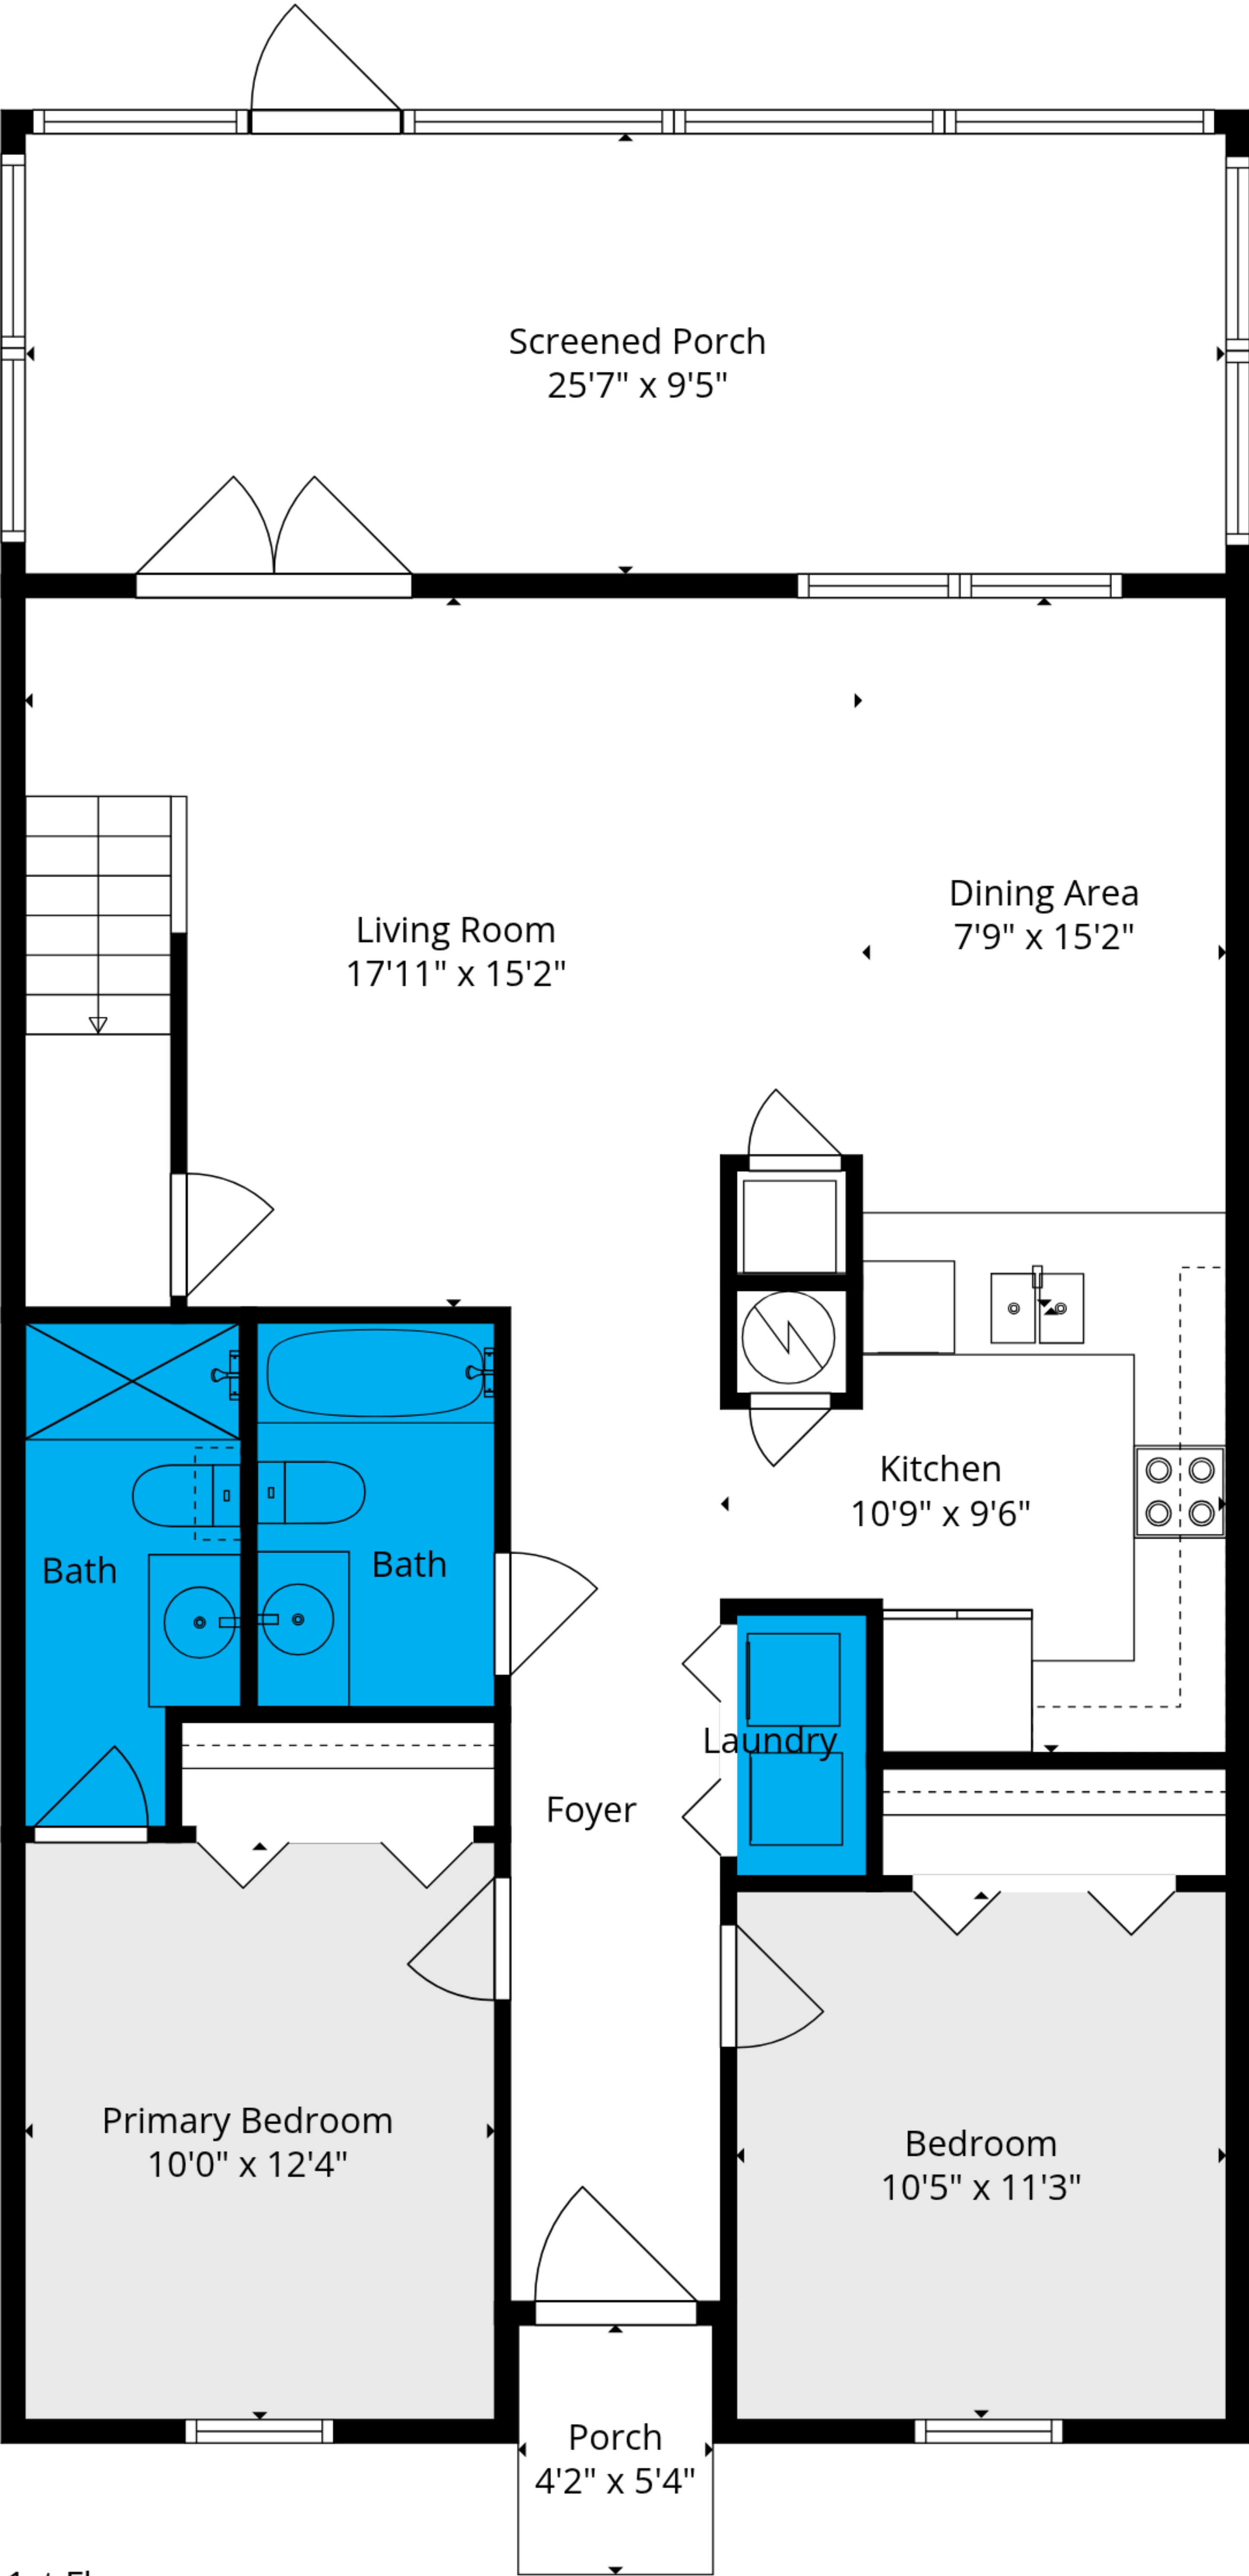 Screened Porch
25'7" x 9'5"
Living Room
17'11" x 15'2"
Dining Area
7'9" x 15'2"
Kitchen
10'9" x 9'6"
Bath
Bath
Laundry
Foyer
Primary Bedroom
10'0" x 12'4"
Bedroom
10'5" x 11'3"
Porch
4'2" x 5'4"